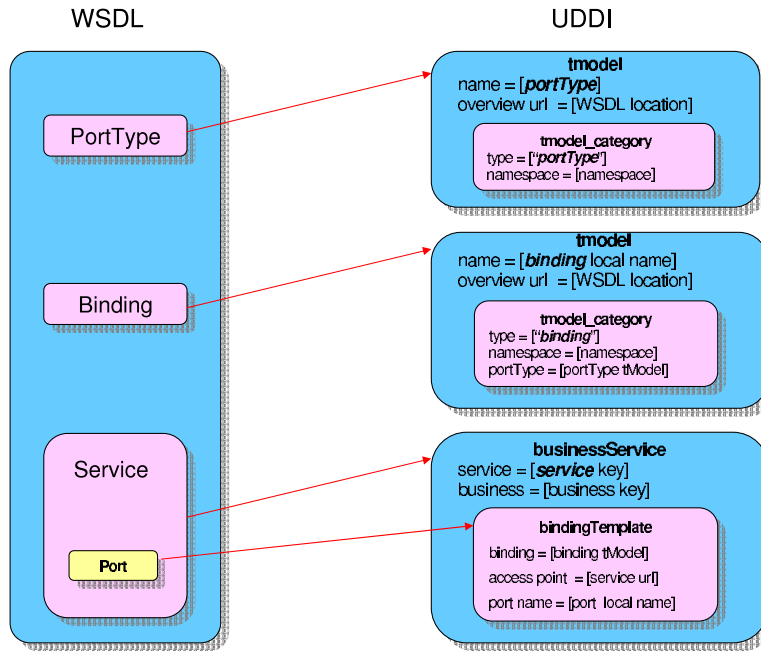 WSDL
UDDI
PortType
Binding
Service
Port
tmodel
name = [portType]
overview url = [WSDL location]
tmodel_category
type = ["portType"]
namespace = [namespace]
tmodel
name = [binding local name]
overview url = [WSDL location]
tmodel_category
type = ["binding"]
namespace = [namespace]
portType = [portType tModel]
businessService
service = [service key]
business = [business key]
bindingTemplate
binding = [binding tModel]
access point = [service url]
port name = [port local name]